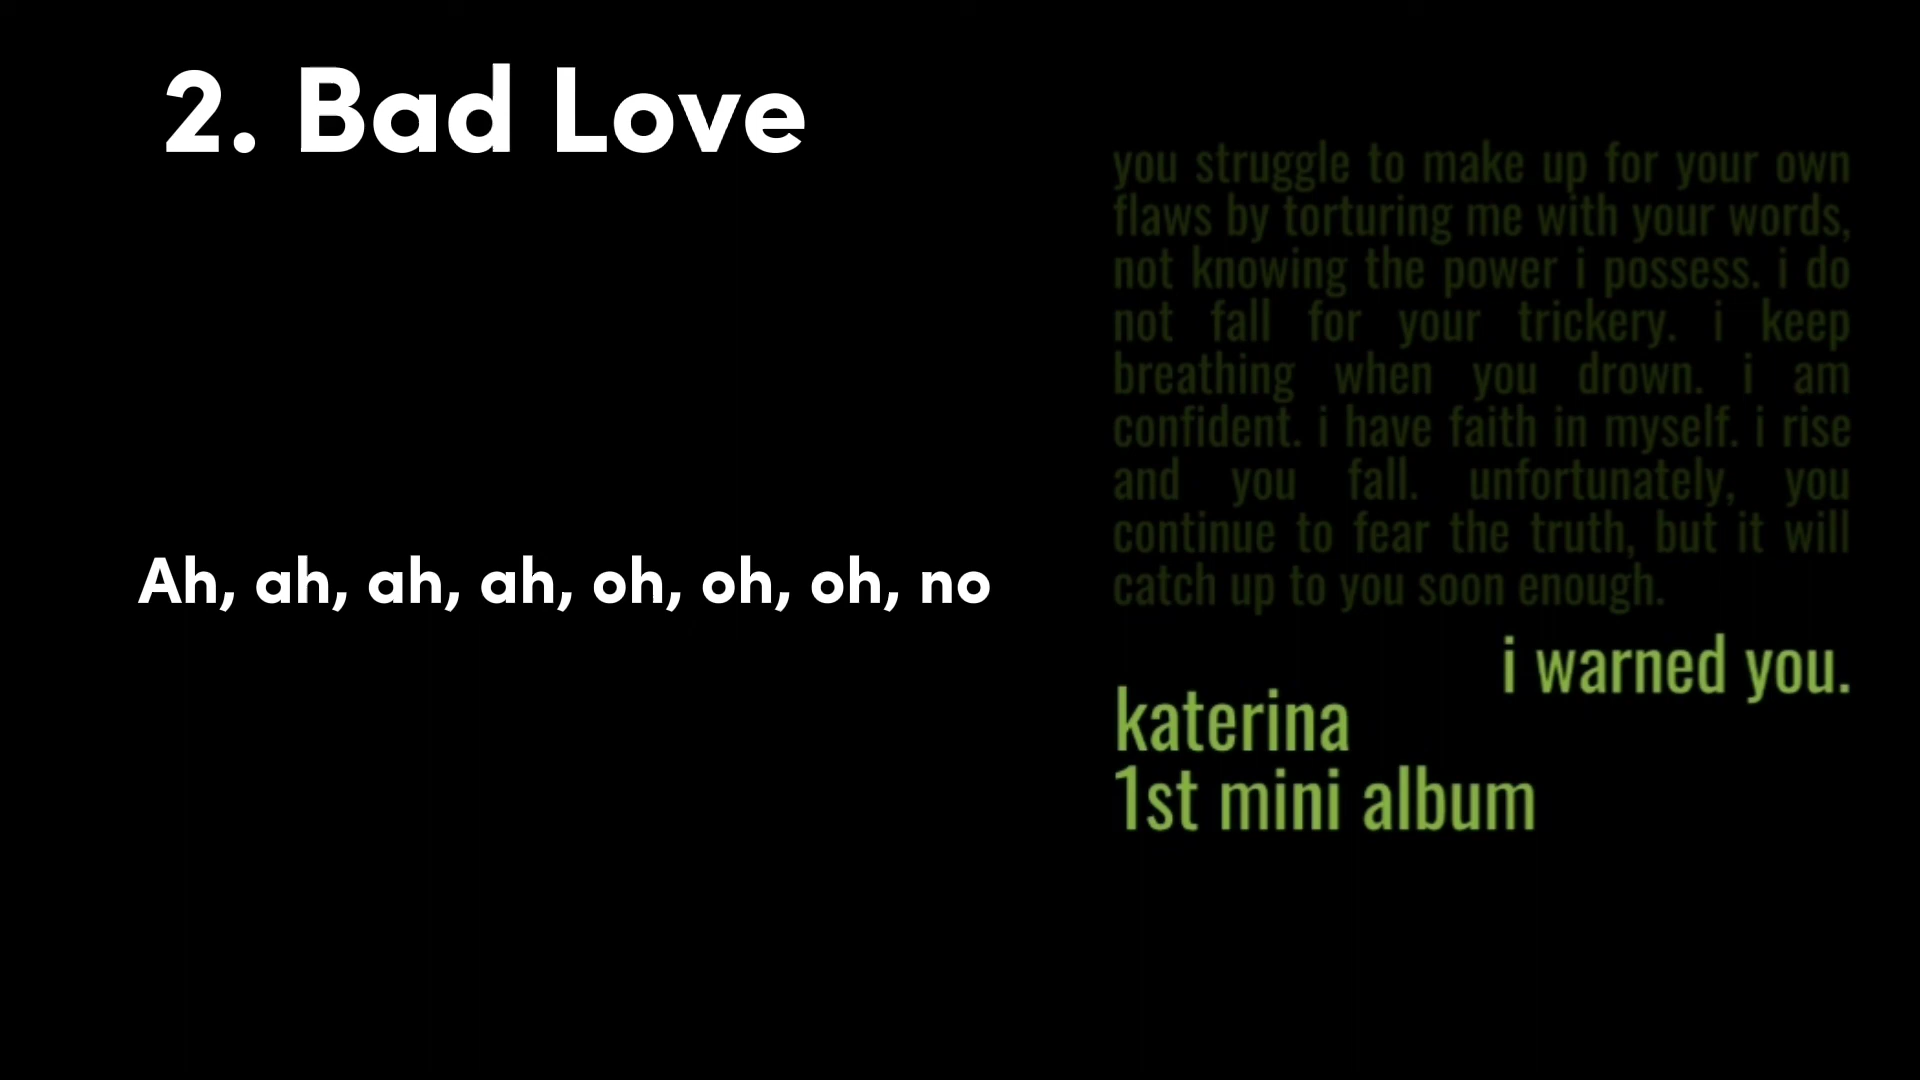 2. Bad Love
Ah, ah, ah, ah, oh, oh, oh, no
you struggle to make up for your own
flaws by torturing me with your words,
not knowing the power i possess. i do
not fall for your trickery. i keep
breathing when you drown. i am
confident. i have faith in myself. i rise
and you fall. unfortunately, you
continue to fear the truth, but it will
catch up to you soon enough.
i warned you.
katerina
1st mini album